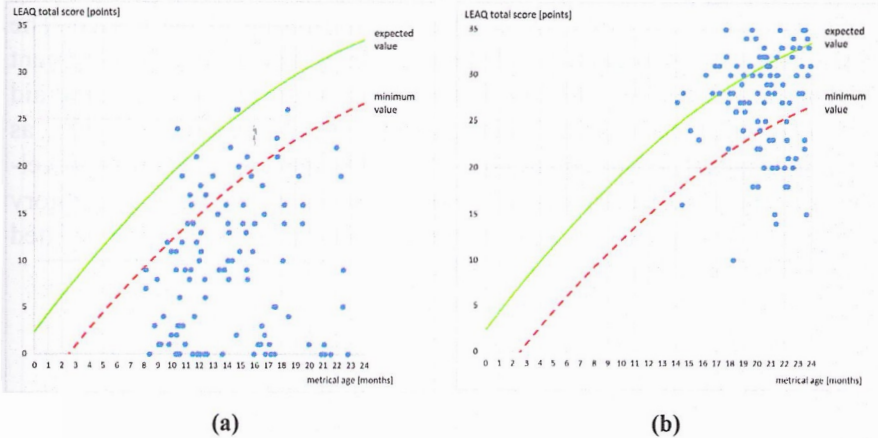 LEAQ total score [points]
35
30
25
20
15
10
5
0
expected
value
minimum
value
0 1 2 3 4 5 6 7 8 9 10 11 12 13 14 15 16 17 18 19 20 21 22 23 24
metrical age [months]
(a)
LEAQ total score [points]
35
30
25
20
15
10
5
0
expected
value
minimum
value
0 1 2 3 4 5 6 7 8 9 10 11 12 13 14 15 16 17 18 19 20 21 22 23 24
metrical age [months]
(b)